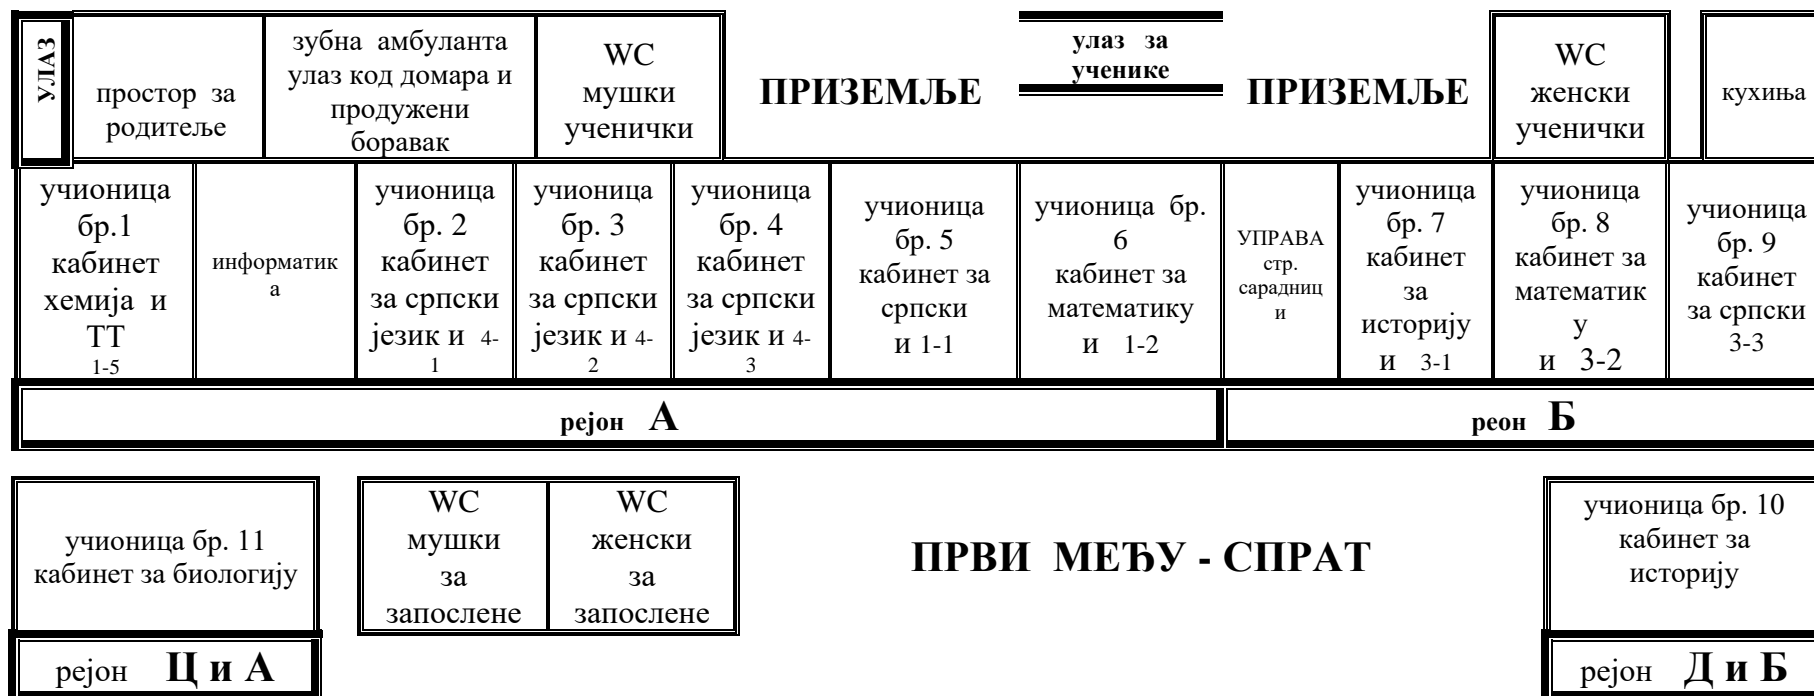 УЛАЗ
простор за
родитеље
зубна амбуланта
улаз код домара и
продужени
боравак
WC
мушки
ученички
ПРИЗЕМЉЕ
улаз за
ученике
ПРИЗЕМЉЕ
WC
женски
ученички
кухиња
учионица
бр.1
кабинет
хемија и
ТТ
1-5
информатик
а
учионица
бр. 2
кабинет
за српски
језик и 4-
1
учионица
бр. 3
кабинет
за српски
језик и 4-
2
учионица
бр. 4
кабинет
за српски
језик и 4-
3
учионица
бр. 5
кабинет за
српски
и 1-1
учионица бр.
6
кабинет за
математику
и 1-2
УПРАВА
стр.
сарадниц
и
учионица
бр. 7
кабинет
за
историју
и 3-1
учионица
бр. 8
кабинет за
математик
у
и 3-2
учионица
бр. 9
кабинет
за српски
3-3
рејон А
реон Б
учионица бр. 11
кабинет за биологију
WC
мушки
за
запослене
WC
женски
за
запослене
ПРВИ МЕЂУ - СПРАТ
учионица бр. 10
кабинет за
историју
рејон Ц и А
рејон Д и Б